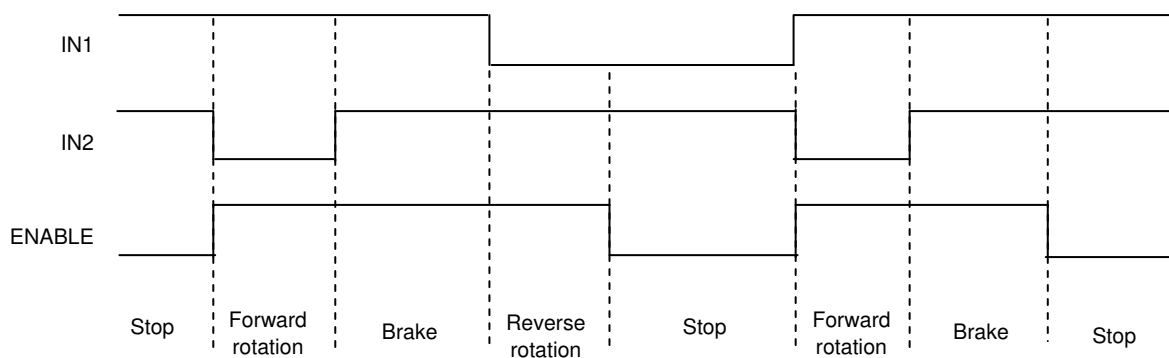 IN1
IN2
ENABLE
Stop
Forward
rotation
Brake
Reverse
rotation
Stop
Forward
rotation
Brake
Stop